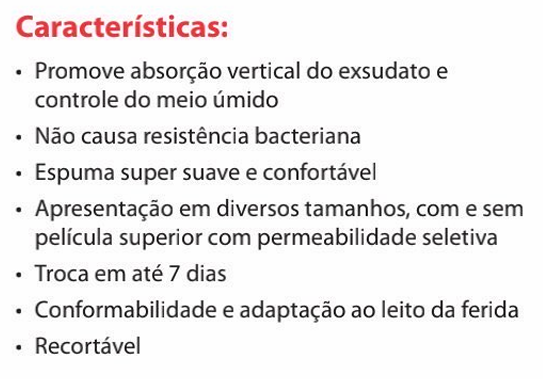 Características:
• Promove absorção vertical do exsudato e
controle do meio úmido
• Não causa resistência bacteriana
• Espuma super suave e confortável
• Apresentação em diversos tamanhos, com e sem
película superior com permeabilidade seletiva
• Troca em até 7 dias
• Conformabilidade e adaptação ao leito da ferida
• Recortável